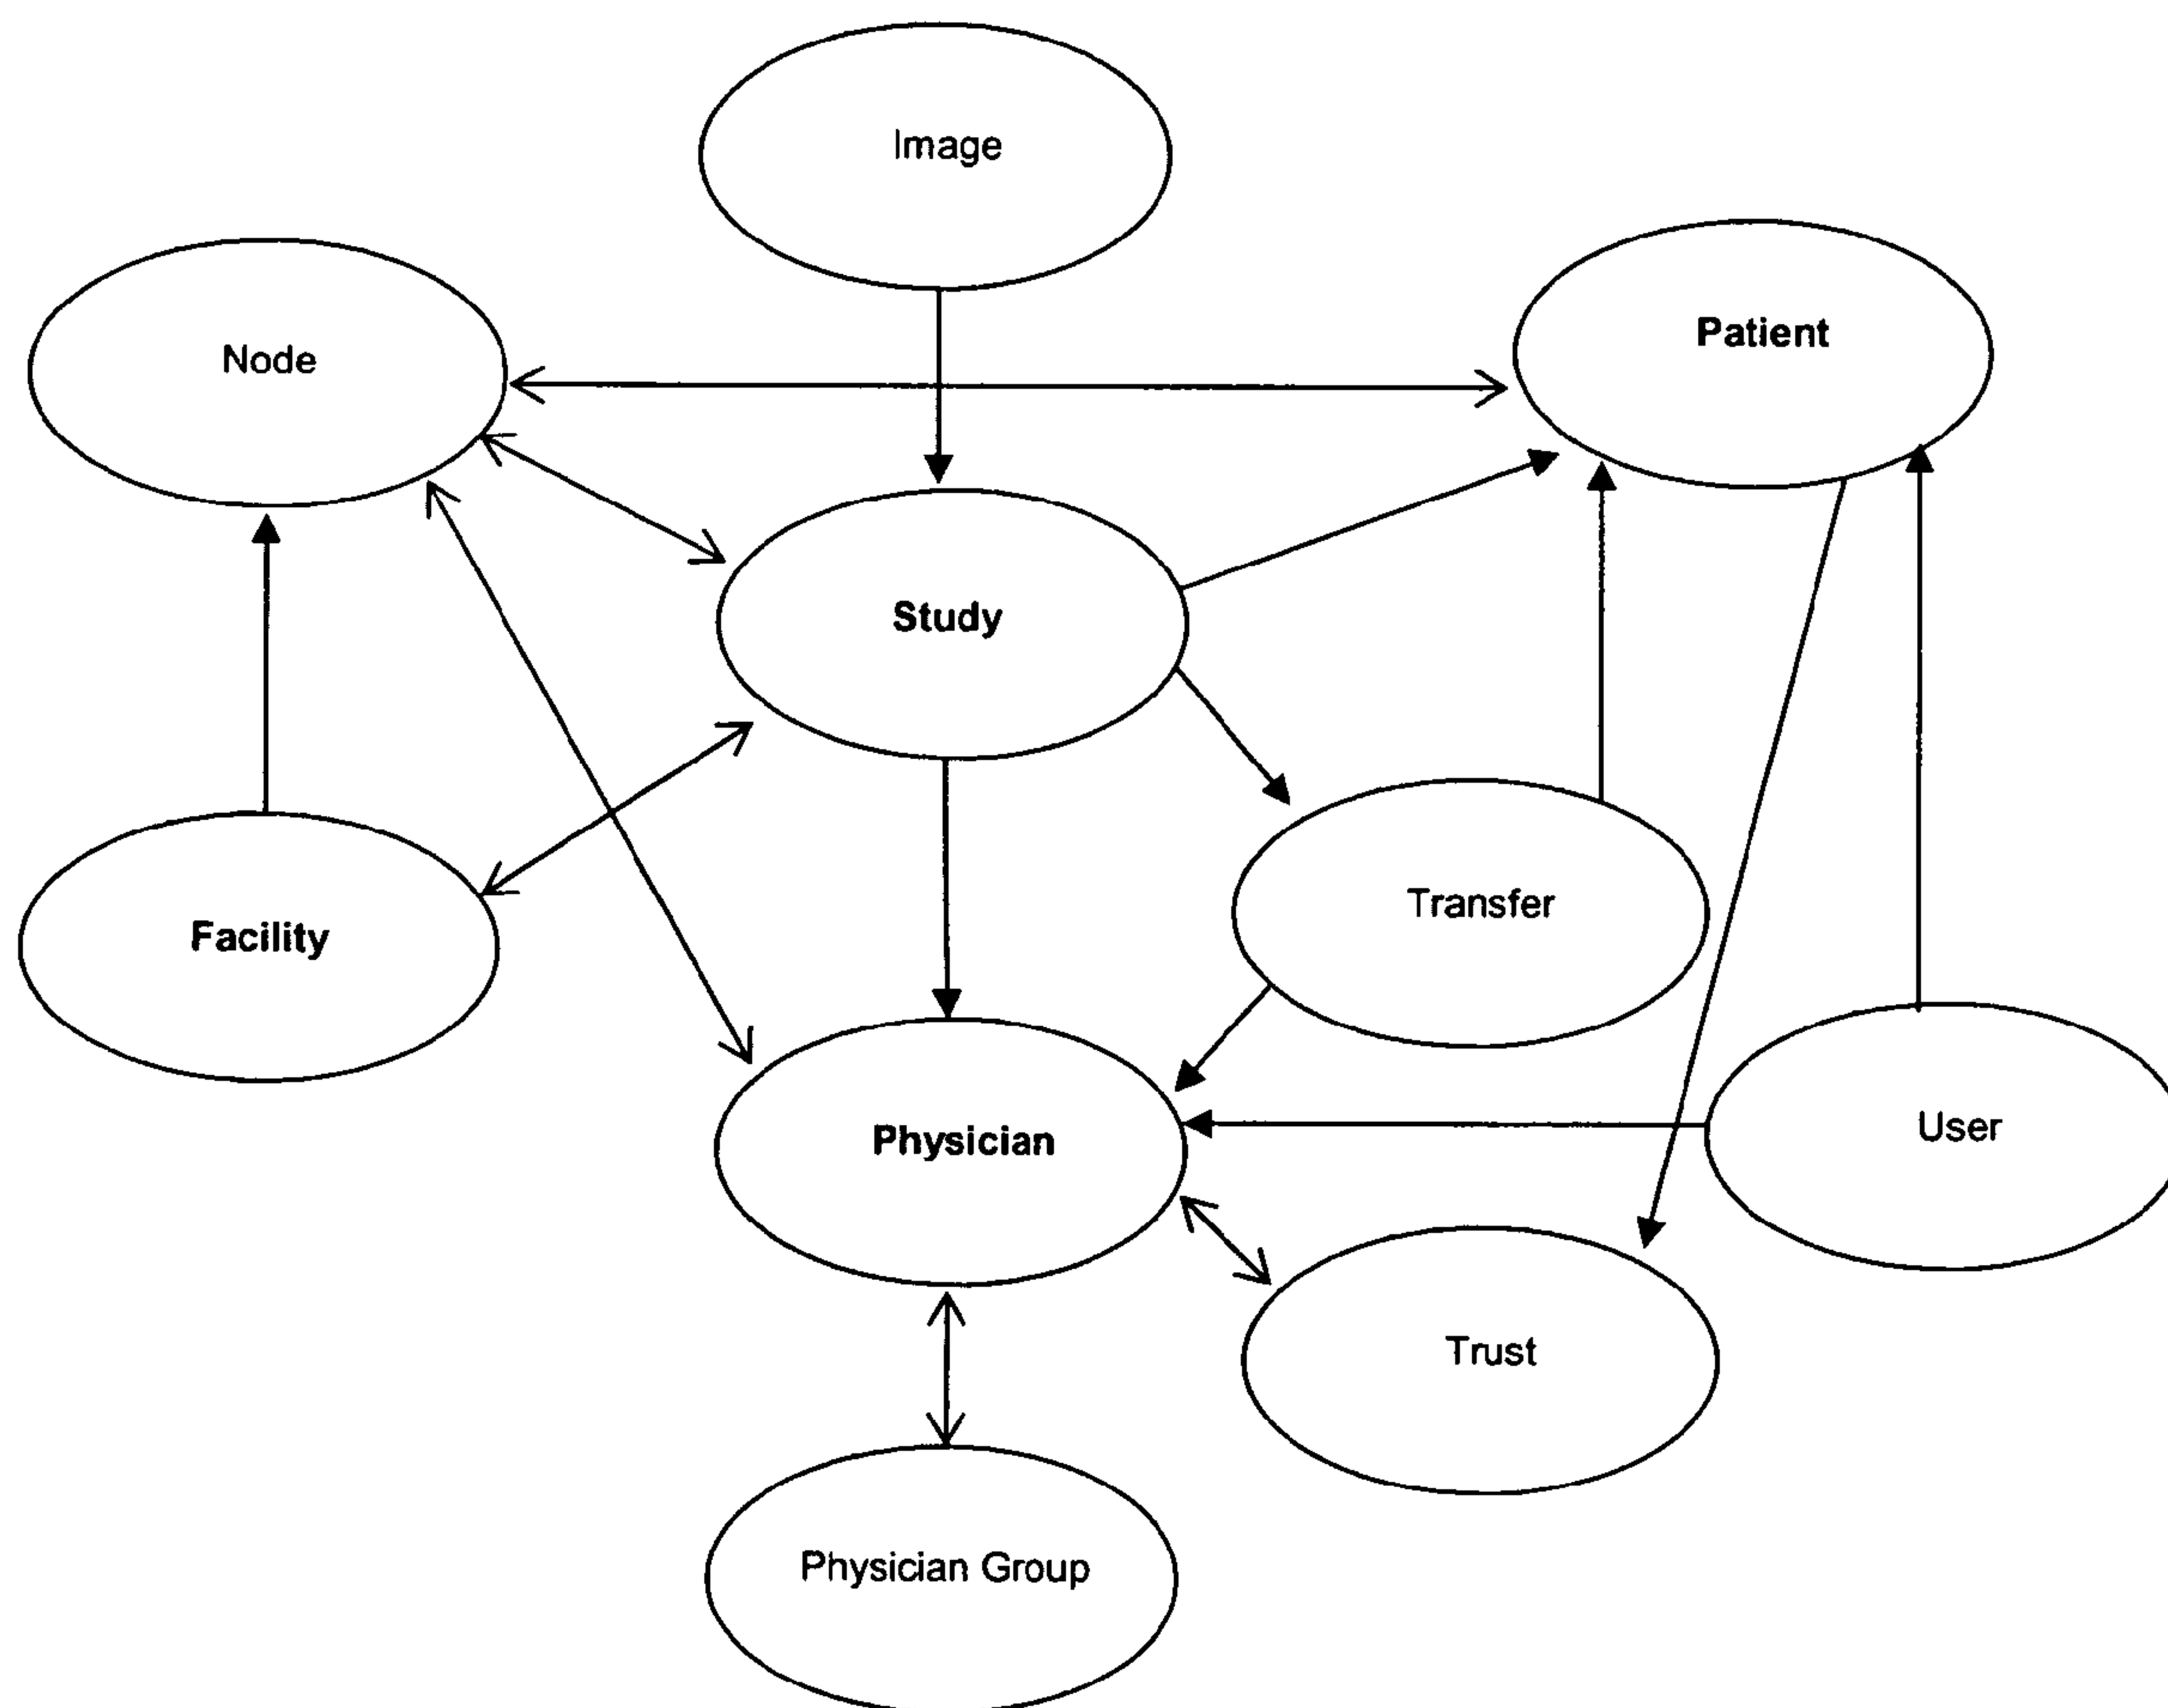 Image
Patient
Node
Study
Transfer
Facility
User
Physician
Trust
Physician Group